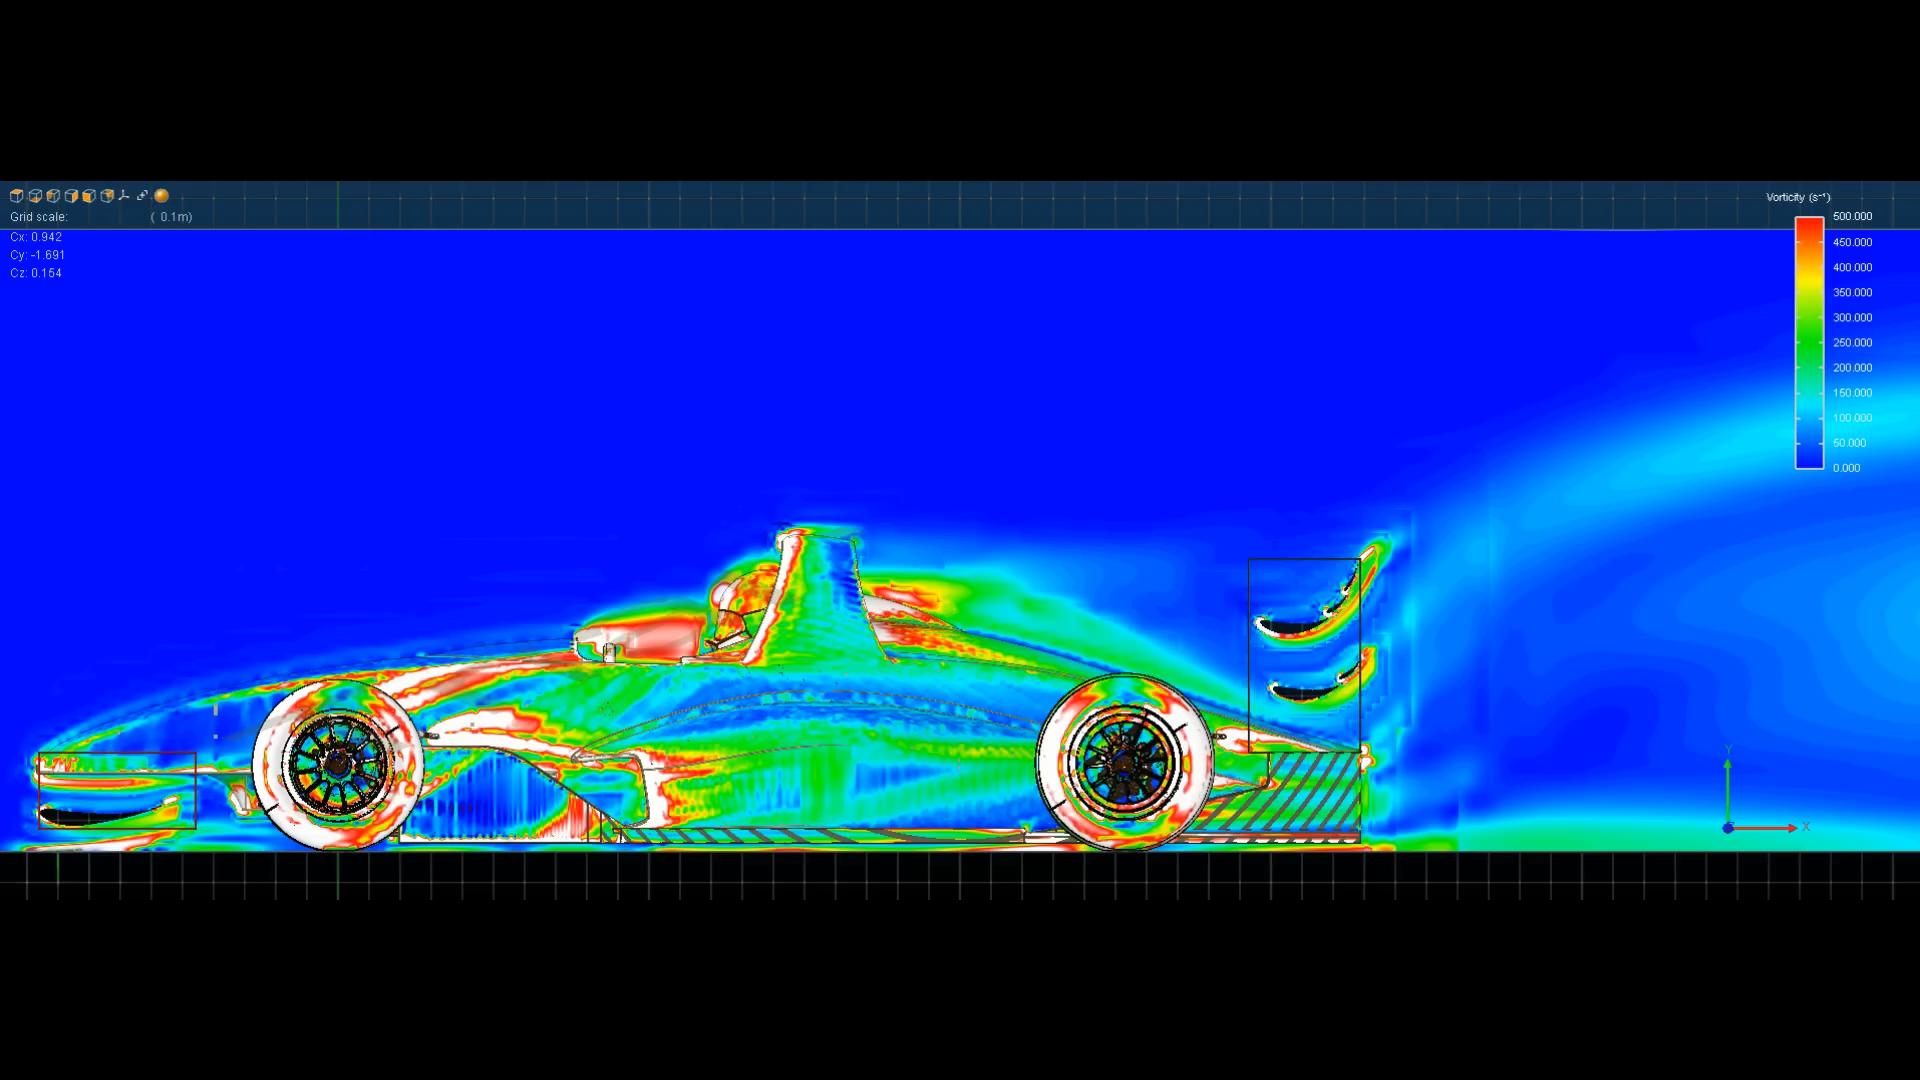 Vorticity (s⁻¹)
Grid scale: ( 0.1m)
Cx: 0.942
Cy: -1.691
Cz: 0.154
500.000
450.000
400.000
350.000
300.000
250.000
200.000
150.000
100.000
50.000
0.000
Y
X